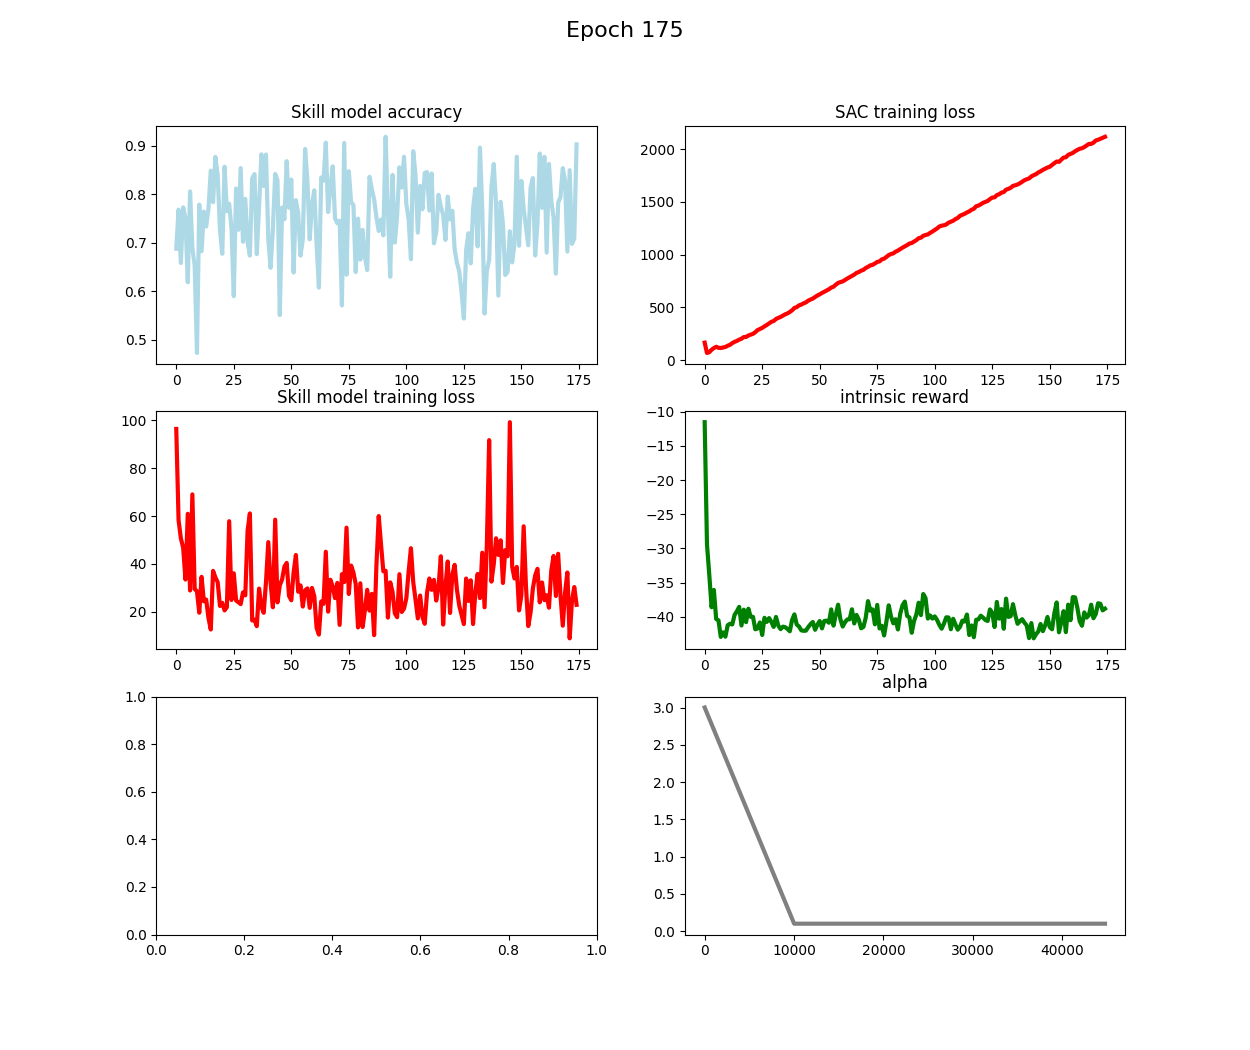 Epoch 175
Skill model accuracy
0.9
0.8
0.7
0.6
0.5
0 25 50 75 100 125 150 175
SAC training loss
2000
1500
1000
500
0
0 25 50 75 100 125 150 175
Skill model training loss
100
80
60
40
20
0 25 50 75 100 125 150 175
intrinsic reward
−10
−15
−20
−25
−30
−35
−40
0 25 50 75 100 125 150 175
1.0
0.8
0.6
0.4
0.2
0.0
0.0 0.2 0.4 0.6 0.8 1.0
alpha
3.0
2.5
2.0
1.5
1.0
0.5
0.0
0 10000 20000 30000 40000